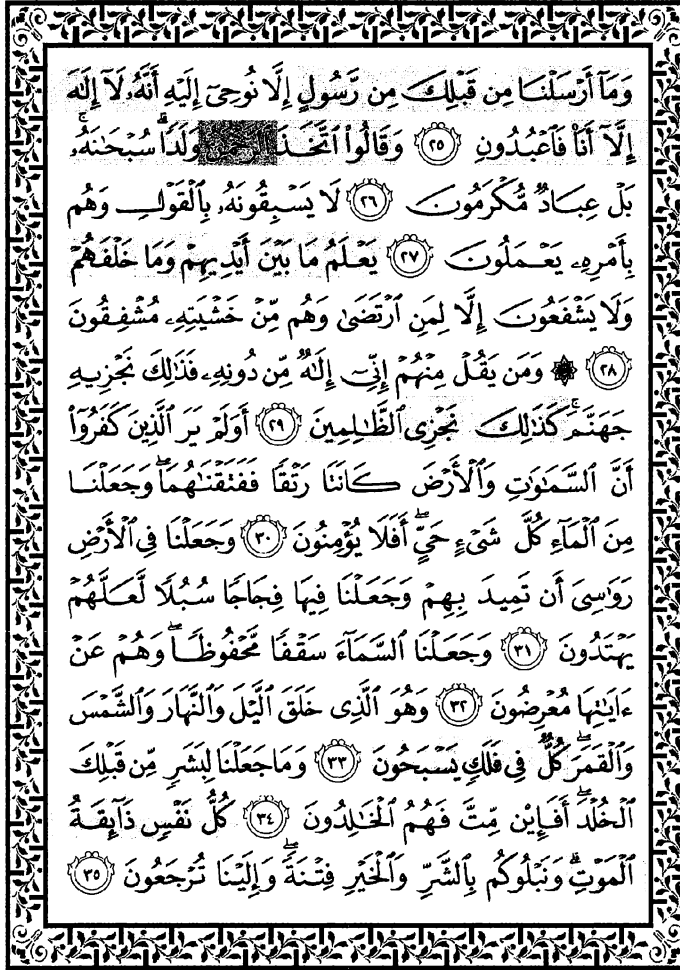 وَمَآ أَرْسَلْنَا مِن قَبْلِكَ مِن رَّسُولٍ إِلَّا نُوحِيٓ إِلَيْهِ أَنَّهُۥ لَآ إِلَٰهَ
إِلَّآ أَنَا۠ فَٱعْبُدُونِ ٢٥ وَقَالُوا۟ ٱتَّخَذَ ٱلرَّحْمَٰنُ وَلَدًا ۗ سُبْحَٰنَهُۥ ۚ
بَلْ عِبَادٌ مُّكْرَمُونَ ٢٦ لَا يَسْبِقُونَهُۥ بِٱلْقَوْلِ وَهُم
بِأَمْرِهِۦ يَعْمَلُونَ ٢٧ يَعْلَمُ مَا بَيْنَ أَيْدِيهِمْ وَمَا خَلْفَهُمْ
وَلَا يَشْفَعُونَ إِلَّا لِمَنِ ٱرْتَضَىٰ وَهُم مِّنْ خَشْيَتِهِۦ مُشْفِقُونَ
٢٨ ۞ وَمَن يَقُلْ مِنْهُمْ إِنِّيٓ إِلَٰهٌ مِّن دُونِهِۦ فَذَٰلِكَ نَجْزِيهِ
جَهَنَّمَ ۚ كَذَٰلِكَ نَجْزِى ٱلظَّٰلِمِينَ ٢٩ أَوَلَمْ يَرَ ٱلَّذِينَ كَفَرُوٓا۟
أَنَّ ٱلسَّمَٰوَٰتِ وَٱلْأَرْضَ كَانَتَا رَتْقًا فَفَتَقْنَٰهُمَا ۖ وَجَعَلْنَا
مِنَ ٱلْمَآءِ كُلَّ شَىْءٍ حَىٍّ ۖ أَفَلَا يُؤْمِنُونَ ٣٠ وَجَعَلْنَا فِى ٱلْأَرْضِ
رَوَٰسِىَ أَن تَمِيدَ بِهِمْ وَجَعَلْنَا فِيهَا فِجَاجًا سُبُلًا لَّعَلَّهُمْ
يَهْتَدُونَ ٣١ وَجَعَلْنَا ٱلسَّمَآءَ سَقْفًا مَّحْفُوظًا ۖ وَهُمْ عَنْ
ءَايَٰتِهَا مُعْرِضُونَ ٣٢ وَهُوَ ٱلَّذِى خَلَقَ ٱلَّيْلَ وَٱلنَّهَارَ وَٱلشَّمْسَ
وَٱلْقَمَرَ ۖ كُلٌّ فِى فَلَكٍ يَسْبَحُونَ ٣٣ وَمَا جَعَلْنَا لِبَشَرٍ مِّن قَبْلِكَ
ٱلْخُلْدَ ۖ أَفَإِي۟ن مِّتَّ فَهُمُ ٱلْخَٰلِدُونَ ٣٤ كُلُّ نَفْسٍ ذَآئِقَةُ
ٱلْمَوْتِ ۗ وَنَبْلُوكُم بِٱلشَّرِّ وَٱلْخَيْرِ فِتْنَةً ۖ وَإِلَيْنَا تُرْجَعُونَ ٣٥